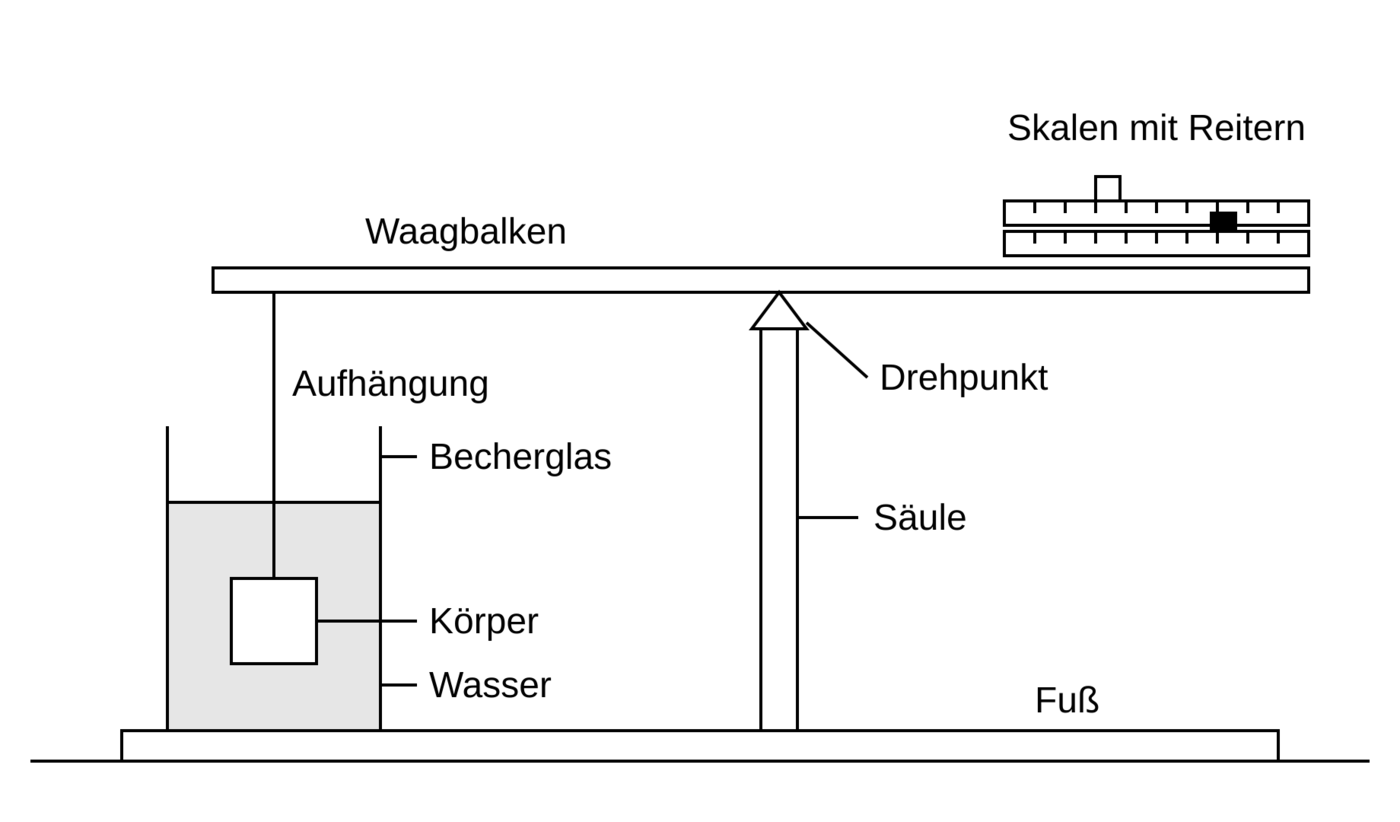 Skalen mit Reitern
Waagbalken
Drehpunkt
Aufhängung
Becherglas
Säule
Körper
Wasser
Fuß